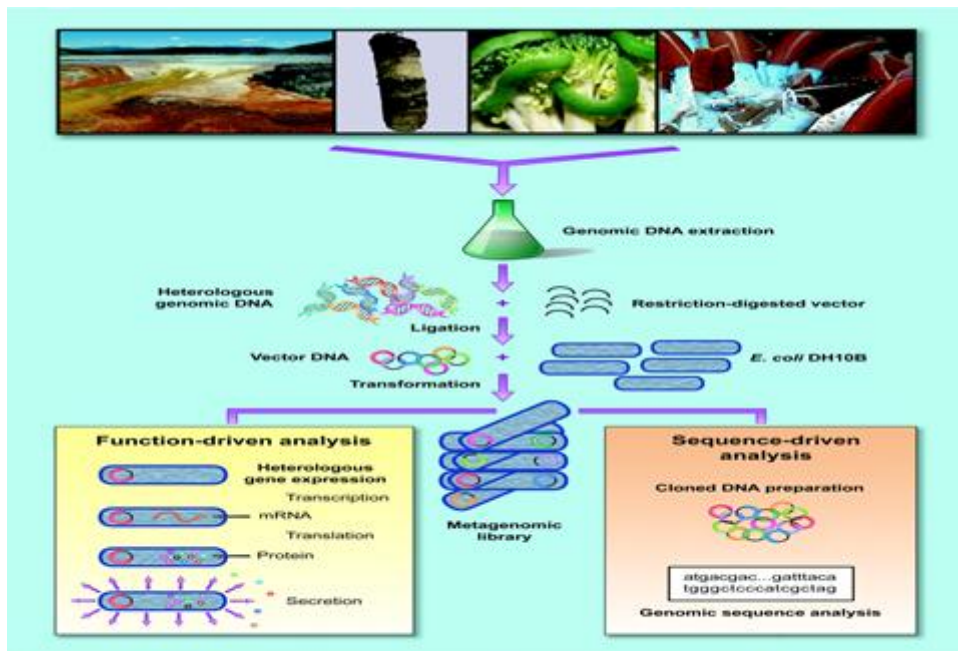 Genomic DNA extraction
Heterologous
genomic DNA
Restriction-digested vector
Ligation
Vector DNA
E. coli DH10B
Transformation
Function-driven analysis
Heterologous
gene expression
Transcription
mRNA
Translation
Protein
Secretion
Metagenomic
library
Sequence-driven
analysis
Cloned DNA preparation
atgacgac...gatttaca
tgggctcccatcgctag
Genomic sequence analysis